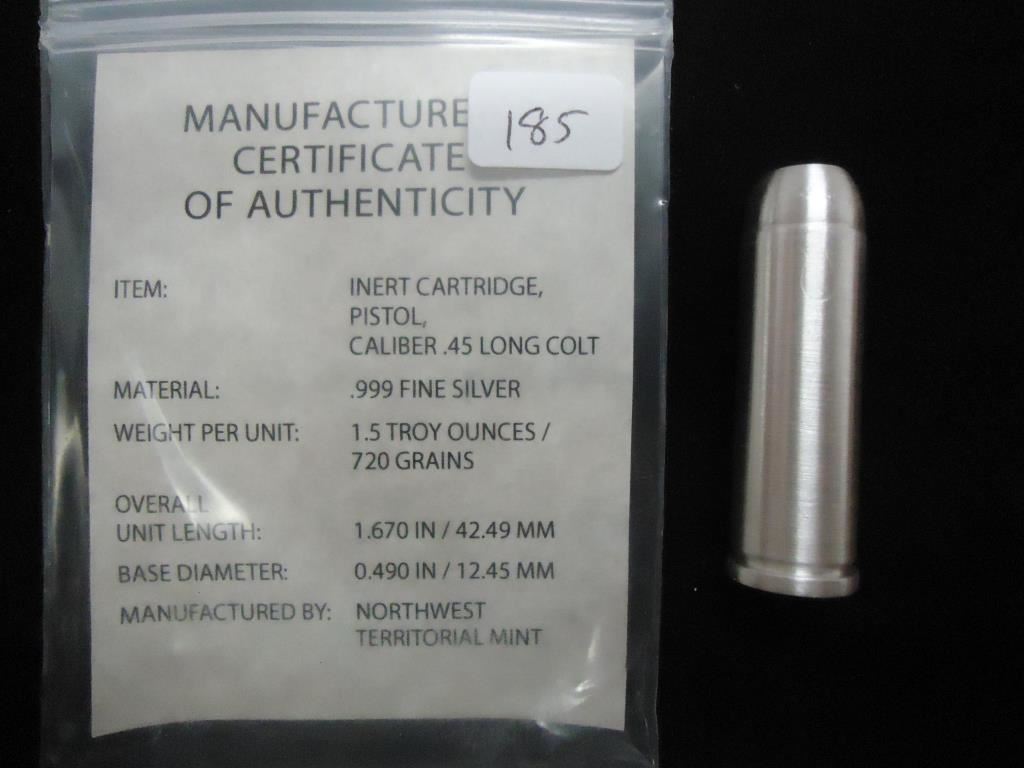 185
MANUFACTURE
CERTIFICATE
OF AUTHENTICITY
ITEM: INERT CARTRIDGE,
PISTOL,
CALIBER .45 LONG COLT
MATERIAL: .999 FINE SILVER
WEIGHT PER UNIT: 1.5 TROY OUNCES /
720 GRAINS
OVERALL
UNIT LENGTH: 1.670 IN / 42.49 MM
BASE DIAMETER: 0.490 IN / 12.45 MM
MANUFACTURED BY: NORTHWEST
TERRITORIAL MINT